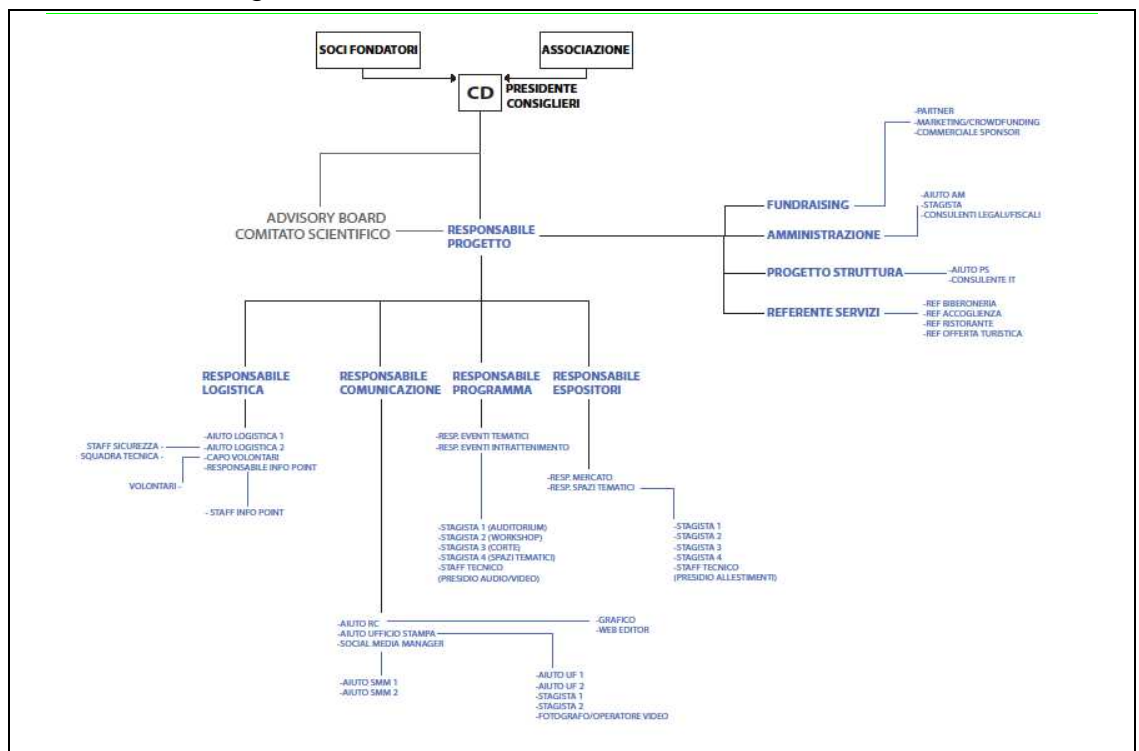 SOCI FONDATORI
ASSOCIAZIONE
CD
PRESIDENTE
CONSIGLIERI
-PARTNER
-MARKETING/CROWDFUNDING
-COMMERCIALE SPONSOR
ADVISORY BOARD
COMITATO SCIENTIFICO
RESPONSABILE
PROGETTO
FUNDRAISING
-AIUTO AM
-STAGISTA
-CONSULENTI LEGALI/FISCALI
AMMINISTRAZIONE
PROGETTO STRUTTURA
-AIUTO PS
-CONSULENTE IT
REFERENTE SERVIZI
-REF BIBERONERIA
-REF ACCOGLIENZA
-REF RISTORANTE
-REF OFFERTA TURISTICA
RESPONSABILE
LOGISTICA
RESPONSABILE
COMUNICAZIONE
RESPONSABILE
PROGRAMMA
RESPONSABILE
ESPOSITORI
-AIUTO LOGISTICA 1
-AIUTO LOGISTICA 2
-CAPO VOLONTARI
-RESPONSABILE INFO POINT
STAFF SICUREZZA -
SQUADRA TECNICA -
VOLONTARI -
- STAFF INFO POINT
-RESP. EVENTI TEMATICI
-RESP. EVENTI INTRATTENIMENTO
-RESP. MERCATO
-RESP. SPAZI TEMATICI
-STAGISTA 1 (AUDITORIUM)
-STAGISTA 2 (WORKSHOP)
-STAGISTA 3 (CORTE)
-STAGISTA 4 (SPAZI TEMATICI)
-STAFF TECNICO
(PRESIDIO AUDIO/VIDEO)
-STAGISTA 1
-STAGISTA 2
-STAGISTA 3
-STAGISTA 4
-STAFF TECNICO
(PRESIDIO ALLESTIMENTI)
-AIUTO RC
-AIUTO UFFICIO STAMPA
-SOCIAL MEDIA MANAGER
-GRAFICO
-WEB EDITOR
-AIUTO SMM 1
-AIUTO SMM 2
-AIUTO UF 1
-AIUTO UF 2
-STAGISTA 1
-STAGISTA 2
-FOTOGRAFO/OPERATORE VIDEO